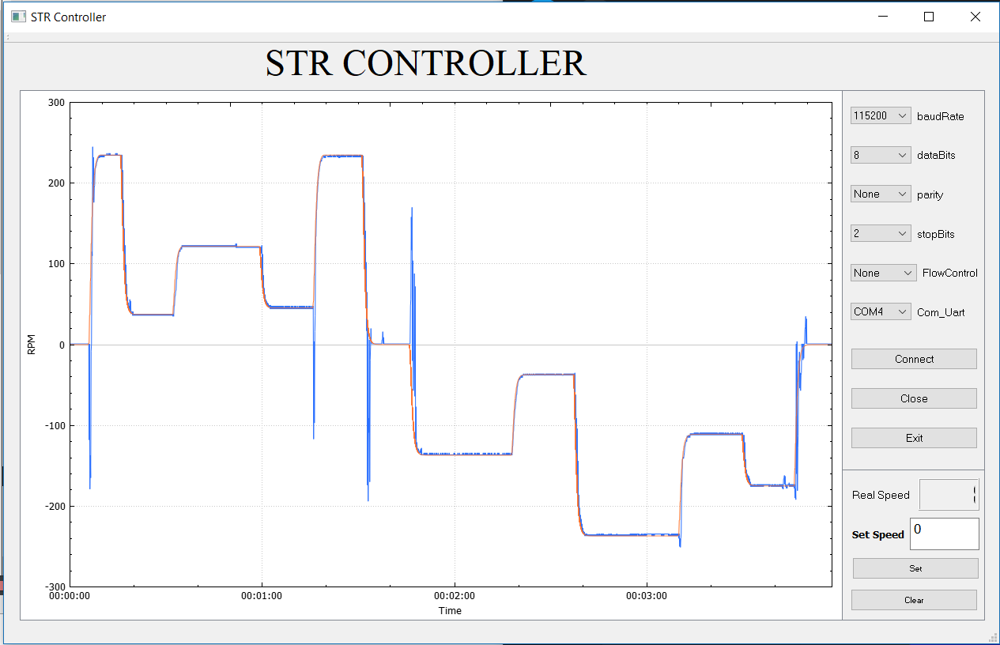 STR Controller
STR CONTROLLER
300
200
100
0
-100
-200
-300
RPM
00:00:00 00:01:00 00:02:00 00:03:00
Time
115200 baudRate
8 dataBits
None parity
2 stopBits
None FlowControl
COM4 Com_Uart
Connect
Close
Exit
Real Speed
Set Speed 0
Set
Clear